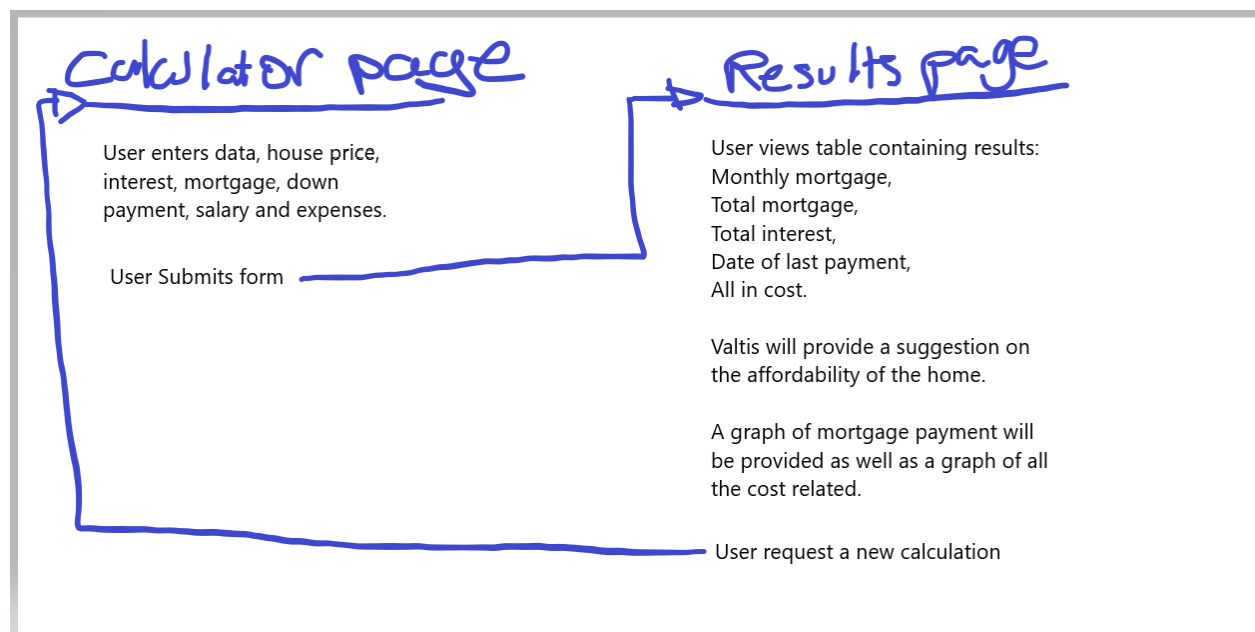 Calculator page
User enters data, house price,
interest, mortgage, down
payment, salary and expenses.
User Submits form
Results page
User views table containing results:
Monthly mortgage,
Total mortgage,
Total interest,
Date of last payment,
All in cost.
Valtis will provide a suggestion on
the affordability of the home.
A graph of mortgage payment will
be provided as well as a graph of all
the cost related.
User request a new calculation